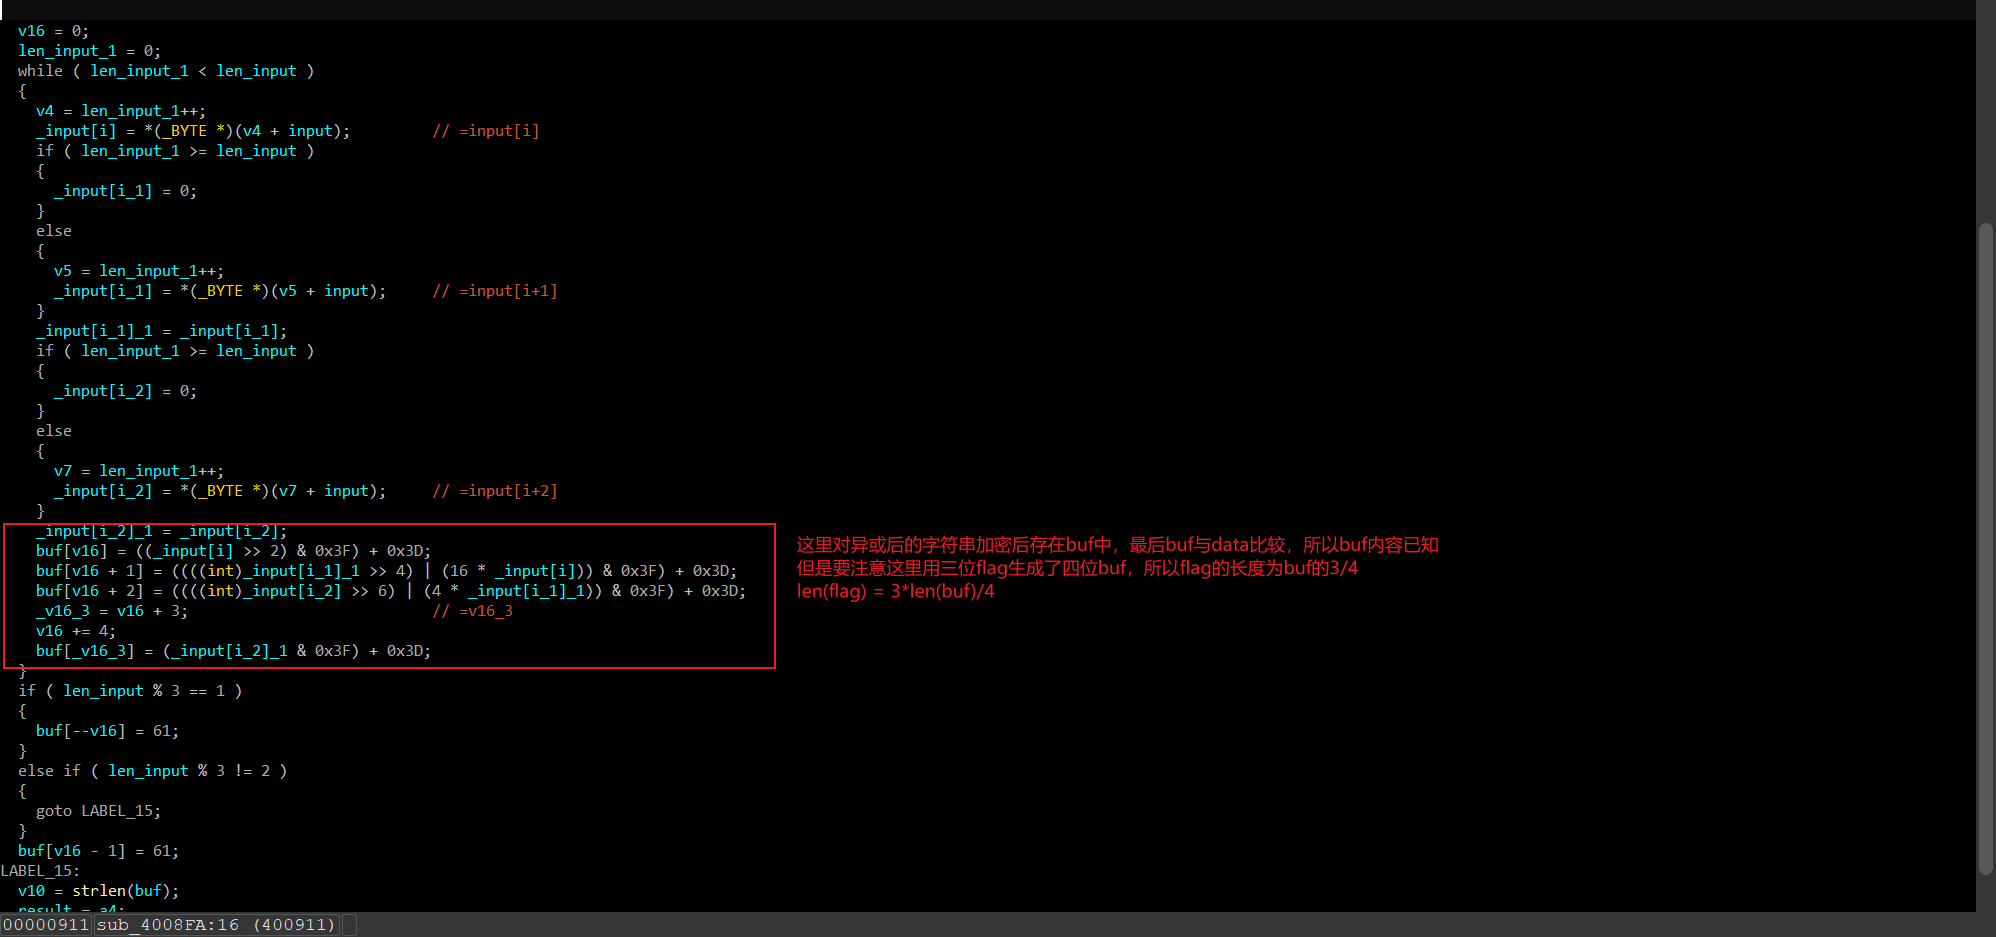 v16 = 0;
len_input_1 = 0;
while ( len_input_1 < len_input )
{
v4 = len_input_1++;
_input[i] = *(_BYTE *)(v4 + input); // =input[i]
if ( len_input_1 >= len_input )
{
_input[i_1] = 0;
}
else
{
v5 = len_input_1++;
_input[i_1] = *(_BYTE *)(v5 + input); // =input[i+1]
}
_input[i_1]_1 = _input[i_1];
if ( len_input_1 >= len_input )
{
_input[i_2] = 0;
}
else
{
v7 = len_input_1++;
_input[i_2] = *(_BYTE *)(v7 + input); // =input[i+2]
}
_input[i_2]_1 = _input[i_2];
buf[v16] = ((_input[i] >> 2) & 0x3F) + 0x3D;
buf[v16 + 1] = ((((int)_input[i_1]_1 >> 4) | (16 * _input[i])) & 0x3F) + 0x3D;
buf[v16 + 2] = ((((int)_input[i_2] >> 6) | (4 * _input[i_1]_1)) & 0x3F) + 0x3D;
_v16_3 = v16 + 3; // =v16_3
v16 += 4;
buf[_v16_3] = (_input[i_2]_1 & 0x3F) + 0x3D;
这里对异或后的字符串加密后存在buf中，最后buf与data比较，所以buf内容已知
但是要注意这里用三位flag生成了四位buf，所以flag的长度为buf的3/4
len(flag) = 3*len(buf)/4
}
if ( len_input % 3 == 1 )
{
buf[--v16] = 61;
}
else if ( len_input % 3 != 2 )
{
goto LABEL_15;
}
buf[v16 - 1] = 61;
LABEL_15:
v10 = strlen(buf);
result = a4;
00000911 sub_4008FA:16 (400911)